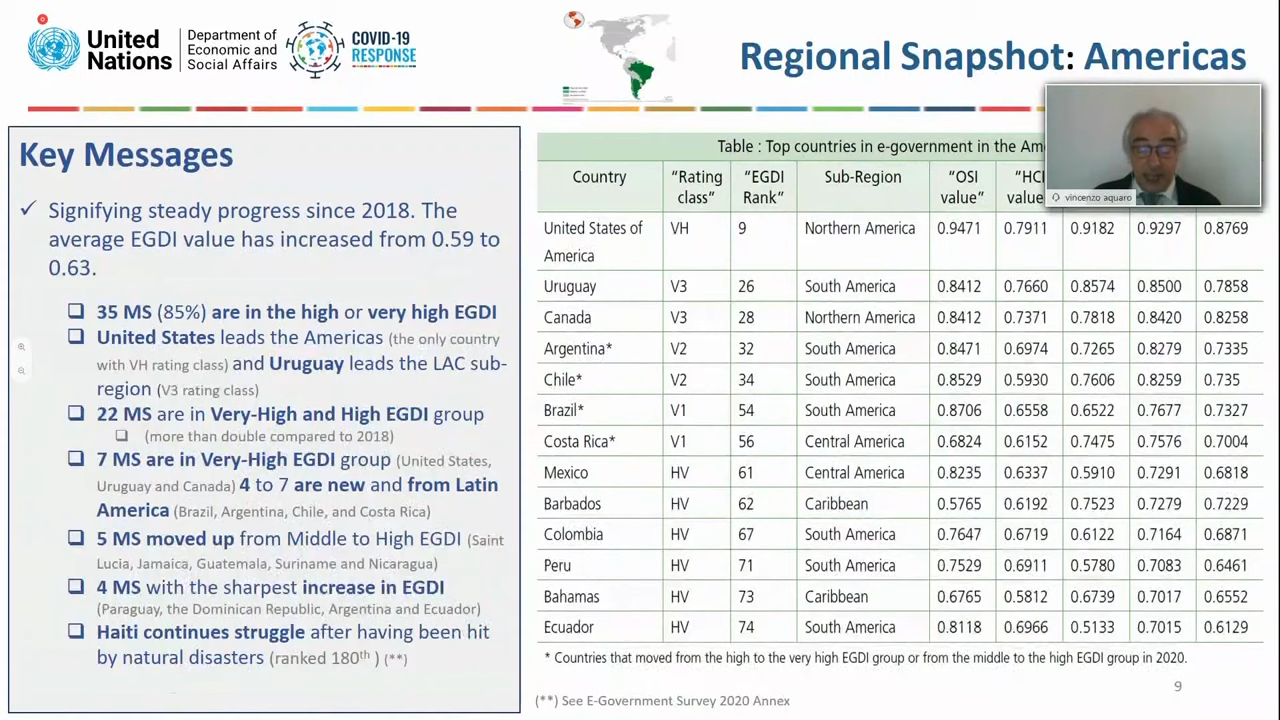 United
Nations
Department of
Economic and
Social Affairs
COVID-19
RESPONSE
Regional Snapshot: Americas
Key Messages
✓ Signifying steady progress since 2018. The
average EGDI value has increased from 0.59 to
0.63.
❑ 35 MS (85%) are in the high or very high EGDI
❑ United States leads the Americas (the only country
with VH rating class) and Uruguay leads the LAC sub-
region (V3 rating class)
❑ 22 MS are in Very-High and High EGDI group
❑ (more than double compared to 2018)
❑ 7 MS are in Very-High EGDI group (United States,
Uruguay and Canada) 4 to 7 are new and from Latin
America (Brazil, Argentina, Chile, and Costa Rica)
❑ 5 MS moved up from Middle to High EGDI (Saint
Lucia, Jamaica, Guatemala, Suriname and Nicaragua)
❑ 4 MS with the sharpest increase in EGDI
(Paraguay, the Dominican Republic, Argentina and Ecuador)
❑ Haiti continues struggle after having been hit
by natural disasters (ranked 180th ) (**)
Table : Top countries in e-government in the Am
Country "Rating class" "EGDI Rank" Sub-Region "OSI value" "HCI value
United States of America VH 9 Northern America 0.9471 0.7911 0.9182 0.9297 0.8769
Uruguay V3 26 South America 0.8412 0.7660 0.8574 0.8500 0.7858
Canada V3 28 Northern America 0.8412 0.7371 0.7818 0.8420 0.8258
Argentina* V2 32 South America 0.8471 0.6974 0.7265 0.8279 0.7335
Chile* V2 34 South America 0.8529 0.5930 0.7606 0.8259 0.735
Brazil* V1 54 South America 0.8706 0.6558 0.6522 0.7677 0.7327
Costa Rica* V1 56 Central America 0.6824 0.6152 0.7475 0.7576 0.7004
Mexico HV 61 Central America 0.8235 0.6337 0.5910 0.7291 0.6818
Barbados HV 62 Caribbean 0.5765 0.6192 0.7523 0.7279 0.7229
Colombia HV 67 South America 0.7647 0.6719 0.6122 0.7164 0.6871
Peru HV 71 South America 0.7529 0.6911 0.5780 0.7083 0.6461
Bahamas HV 73 Caribbean 0.6765 0.5812 0.6739 0.7017 0.6552
Ecuador HV 74 South America 0.8118 0.6966 0.5133 0.7015 0.6129
* Countries that moved from the high to the very high EGDI group or from the middle to the high EGDI group in 2020.
(**) See E-Government Survey 2020 Annex
9
vincenzo aquaro